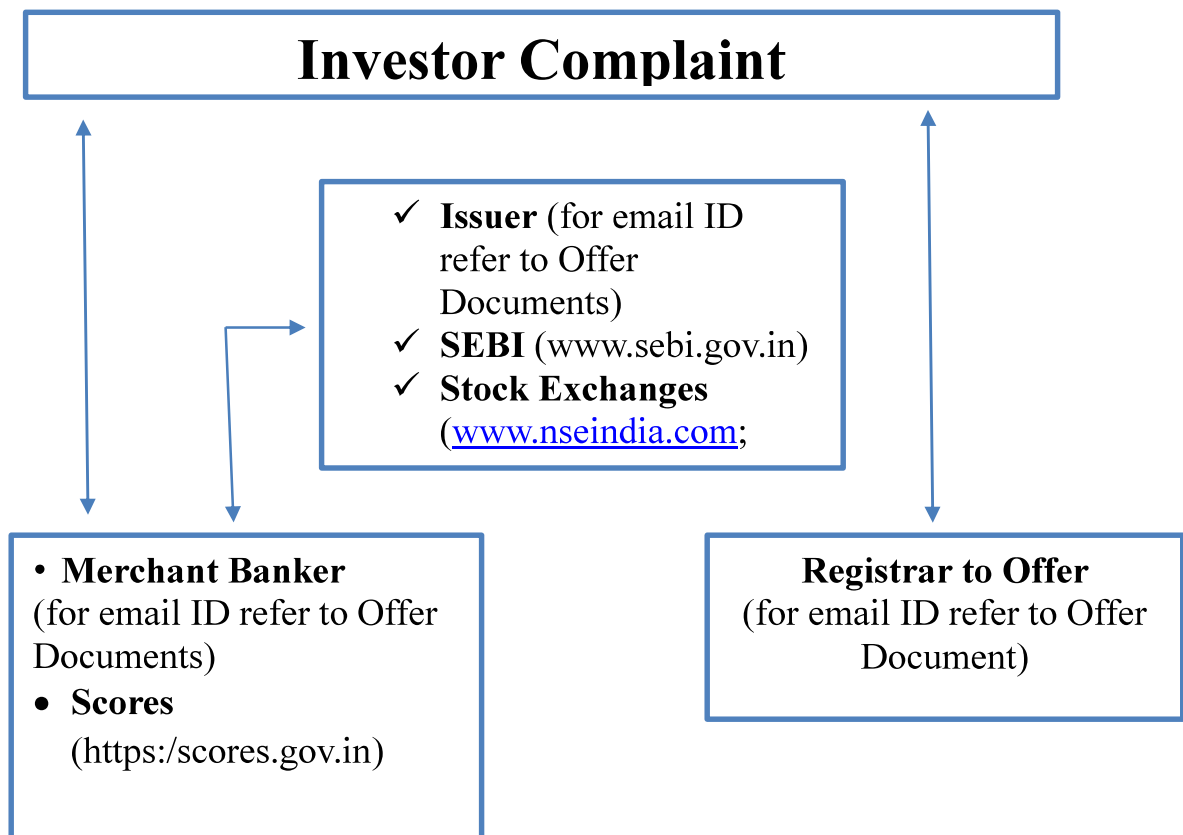 Investor Complaint
✓ Issuer (for email ID
refer to Offer
Documents)
✓ SEBI (www.sebi.gov.in)
✓ Stock Exchanges
(www.nseindia.com;
• Merchant Banker
(for email ID refer to Offer
Documents)
• Scores
(https:/scores.gov.in)
Registrar to Offer
(for email ID refer to Offer
Document)